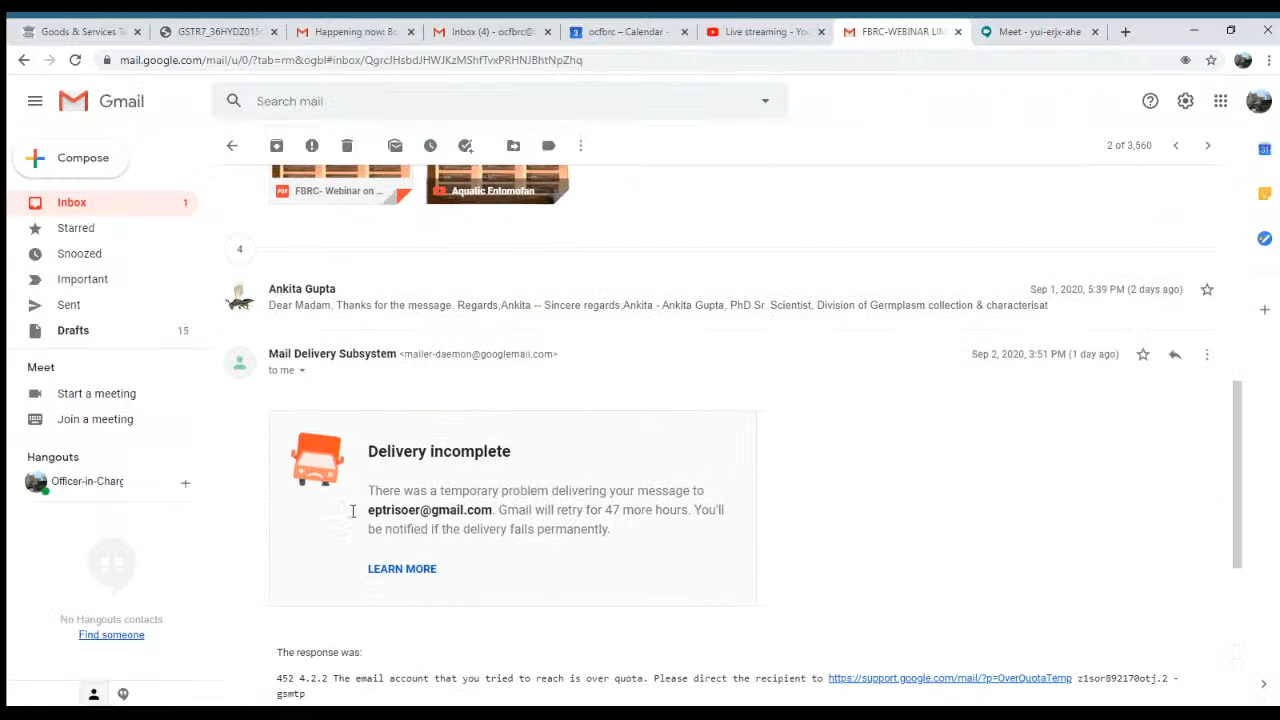 Goods & Services T
GSTR7_36HYDZ015
Happening now: B
Inbox (4) - ocfbrc@
ocfbrc – Calendar -
Live streaming - Yo
FBRC-WEBINAR LIN
Meet - yui-erjx-ahe
mail.google.com/mail/u/0/?tab=rm&ogbl#inbox/QgrcJHsbdJHWJKzMShfTvxPRHNJBhtNpZhq
Gmail
Search mail
Compose
2 of 3,560
Inbox 1
Starred
Snoozed
Important
Sent
Drafts 15
Meet
Start a meeting
Join a meeting
Hangouts
Officer-in-Charg
No Hangouts contacts
Find someone
PDF FBRC- Webinar on ...
Aquatic Entomofan
4
Ankita Gupta Sep 1, 2020, 5:39 PM (2 days ago)
Dear Madam, Thanks for the message. Regards,Ankita -- Sincere regards,Ankita - Ankita Gupta, PhD Sr. Scientist, Division of Germplasm collection & characterisat
Mail Delivery Subsystem <mailer-daemon@googlemail.com> Sep 2, 2020, 3:51 PM (1 day ago)
to me
Delivery incomplete
There was a temporary problem delivering your message to
eptrisoer@gmail.com. Gmail will retry for 47 more hours. You'll
be notified if the delivery fails permanently.
LEARN MORE
The response was:
452 4.2.2 The email account that you tried to reach is over quota. Please direct the recipient to https://support.google.com/mail/?p=OverQuotaTemp z1sor892170otj.2 -
gsmtp